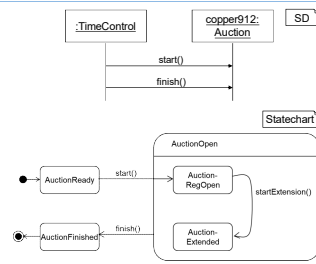 :TimeControl
copper912:
Auction
SD
start()
finish()
Statechart
AuctionOpen
AuctionReady
start()
Auction-
RegOpen
startExtension()
AuctionFinished
finish()
Auction-
Extended